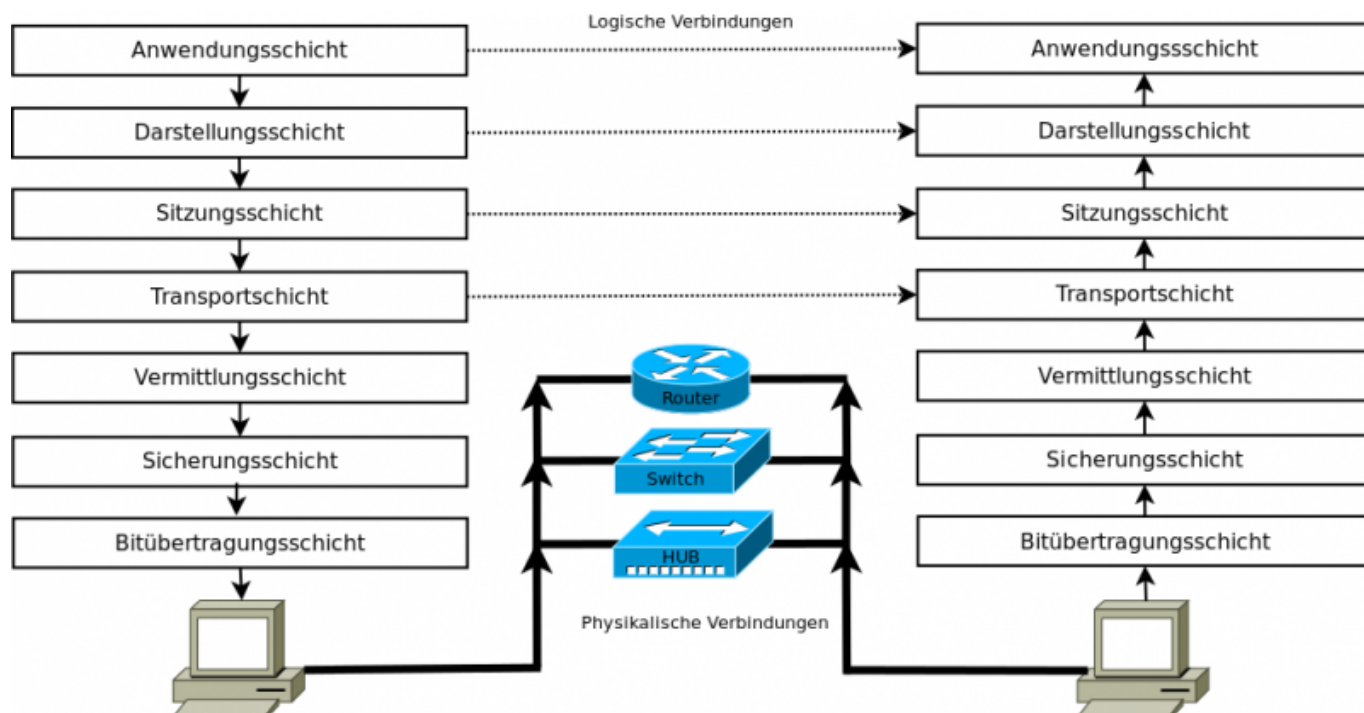 Logische Verbindungen
Anwendungsschicht
Anwendungssschicht
Darstellungsschicht
Darstellungsschicht
Sitzungsschicht
Sitzungsschicht
Transportschicht
Transportschicht
Vermittlungsschicht
Vermittlungsschicht
Router
Sicherungsschicht
Sicherungsschicht
Switch
Bitübertragungsschicht
Bitübertragungsschicht
HUB
Physikalische Verbindungen